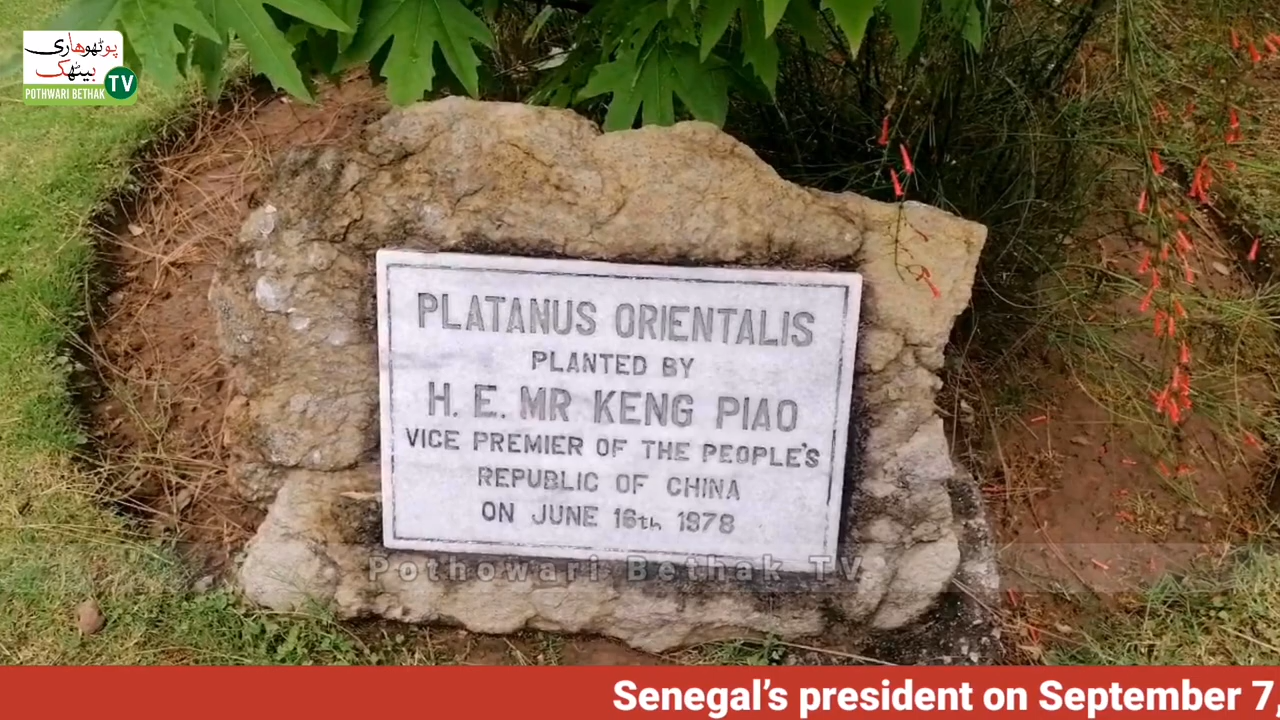 پوٹھوھاری
بیٹھک
TV
POTHWARI BETHAK
PLATANUS ORIENTALIS
PLANTED BY
H. E. MR KENG PIAO
VICE PREMIER OF THE PEOPLE'S
REPUBLIC OF CHINA
ON JUNE 16th 1978
Pothowari Bethak TV
Senegal’s president on September 7,